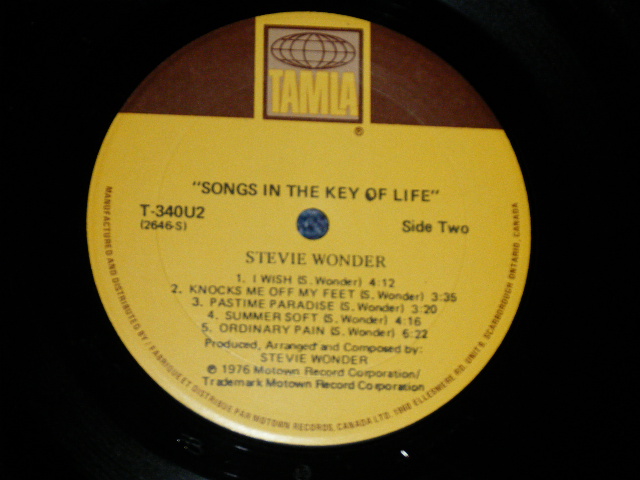 TAMLA
®
"SONGS IN THE KEY OF LIFE"
T-340U2
(2646-S)
Side Two
STEVIE WONDER
1. I WISH (S. Wonder) 4:12
2. KNOCKS ME OFF MY FEET (S. Wonder) 3:35
3. PASTIME PARADISE (S. Wonder) 3:20
4. SUMMER SOFT (S. Wonder) 4:16
5. ORDINARY PAIN (S. Wonder) 6:22
Produced, Arranged and Composed by:
STEVIE WONDER
℗ 1976 Motown Record Corporation/
Trademark Motown Record Corporation
MANUFACTURED AND DISTRIBUTED BY / FABRIQUE ET DISTRIBUE PAR MOTOWN RECORDS, CANADA LTD. 1960 ELLESMERE RD. UNIT 6, SCARBOROUGH ONTARIO, CANADA